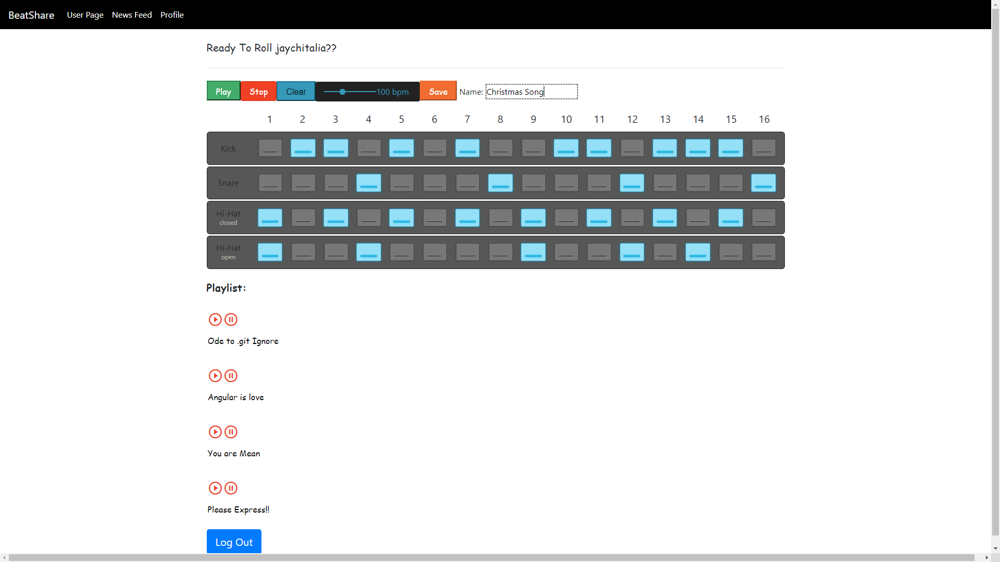 BeatShare User Page News Feed Profile
Ready To Roll jaychitalia??
Play Stop Clear 100 bpm Save Name: Christmas Song
1 2 3 4 5 6 7 8 9 10 11 12 13 14 15 16
Kick
Snare
Hi-Hat
closed
Hi-Hat
open
Playlist:
Ode to .git Ignore
Angular is love
You are Mean
Please Express!!
Log Out